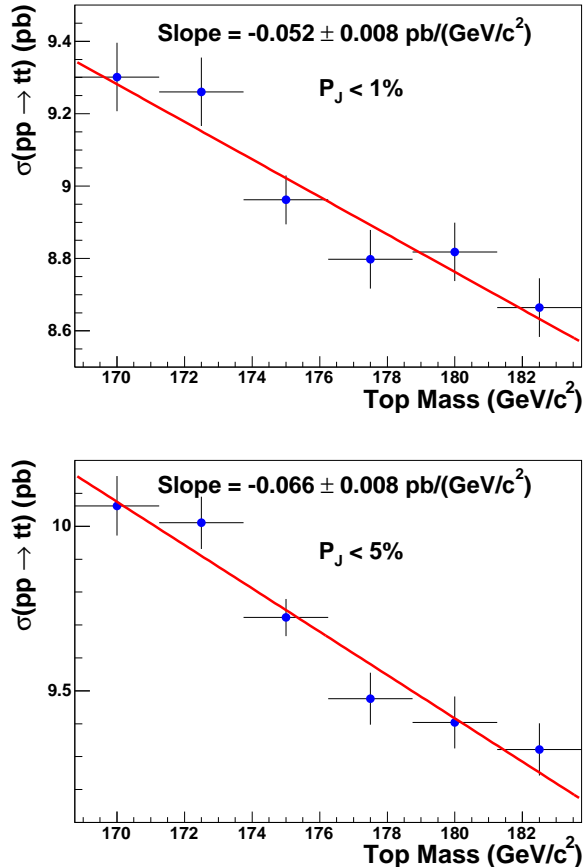 Slope = -0.052 ± 0.008 pb/(GeV/c²)
P_J < 1%
σ(pp → tt) (pb)
9.4
9.2
9
8.8
8.6
170 172 174 176 178 180 182
Top Mass (GeV/c²)
Slope = -0.066 ± 0.008 pb/(GeV/c²)
P_J < 5%
σ(pp → tt) (pb)
10
9.5
170 172 174 176 178 180 182
Top Mass (GeV/c²)